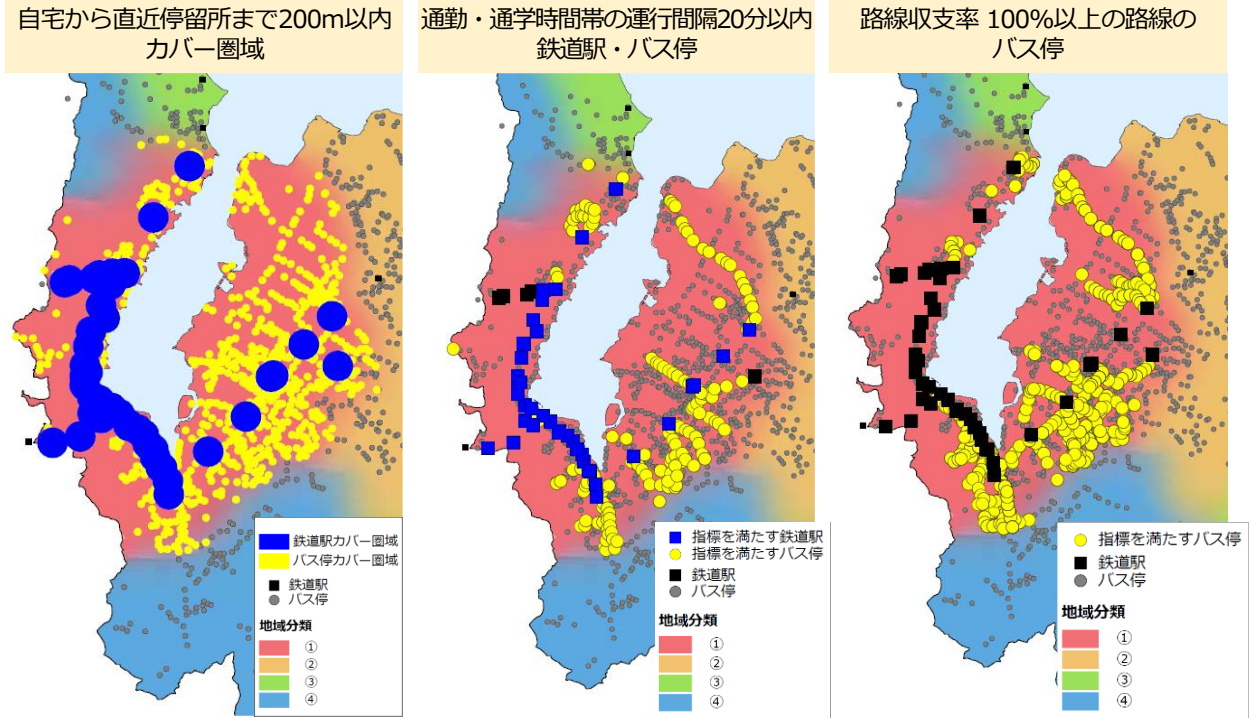 自宅から直近停留所まで200m以内
カバー圏域
鉄道駅カバー圏域
バス停カバー圏域
鉄道駅
バス停
地域分類
①
②
③
④
通勤・通学時間帯の運行間隔20分以内
鉄道駅・バス停
指標を満たす鉄道駅
指標を満たすバス停
鉄道駅
バス停
地域分類
①
②
③
④
路線収支率 100%以上の路線の
バス停
指標を満たすバス停
鉄道駅
バス停
地域分類
①
②
③
④